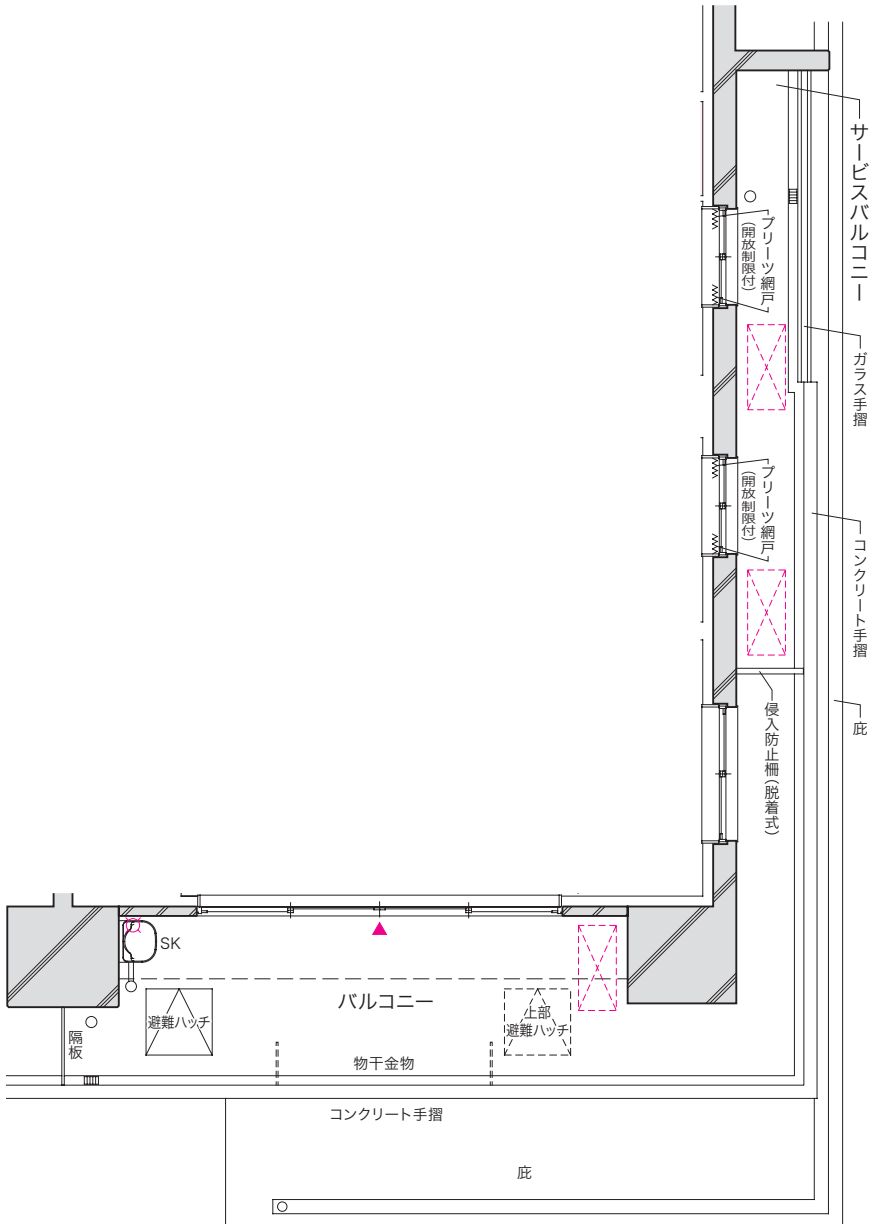 サービスバルコニー
プリーツ網戸
(開放制限付)
ガラス手摺
プリーツ網戸
(開放制限付)
コンクリート手摺
侵入防止柵(脱着式)
庇
SK
バルコニー
避難ハッチ
上部
避難ハッチ
隔板
物干金物
コンクリート手摺
庇